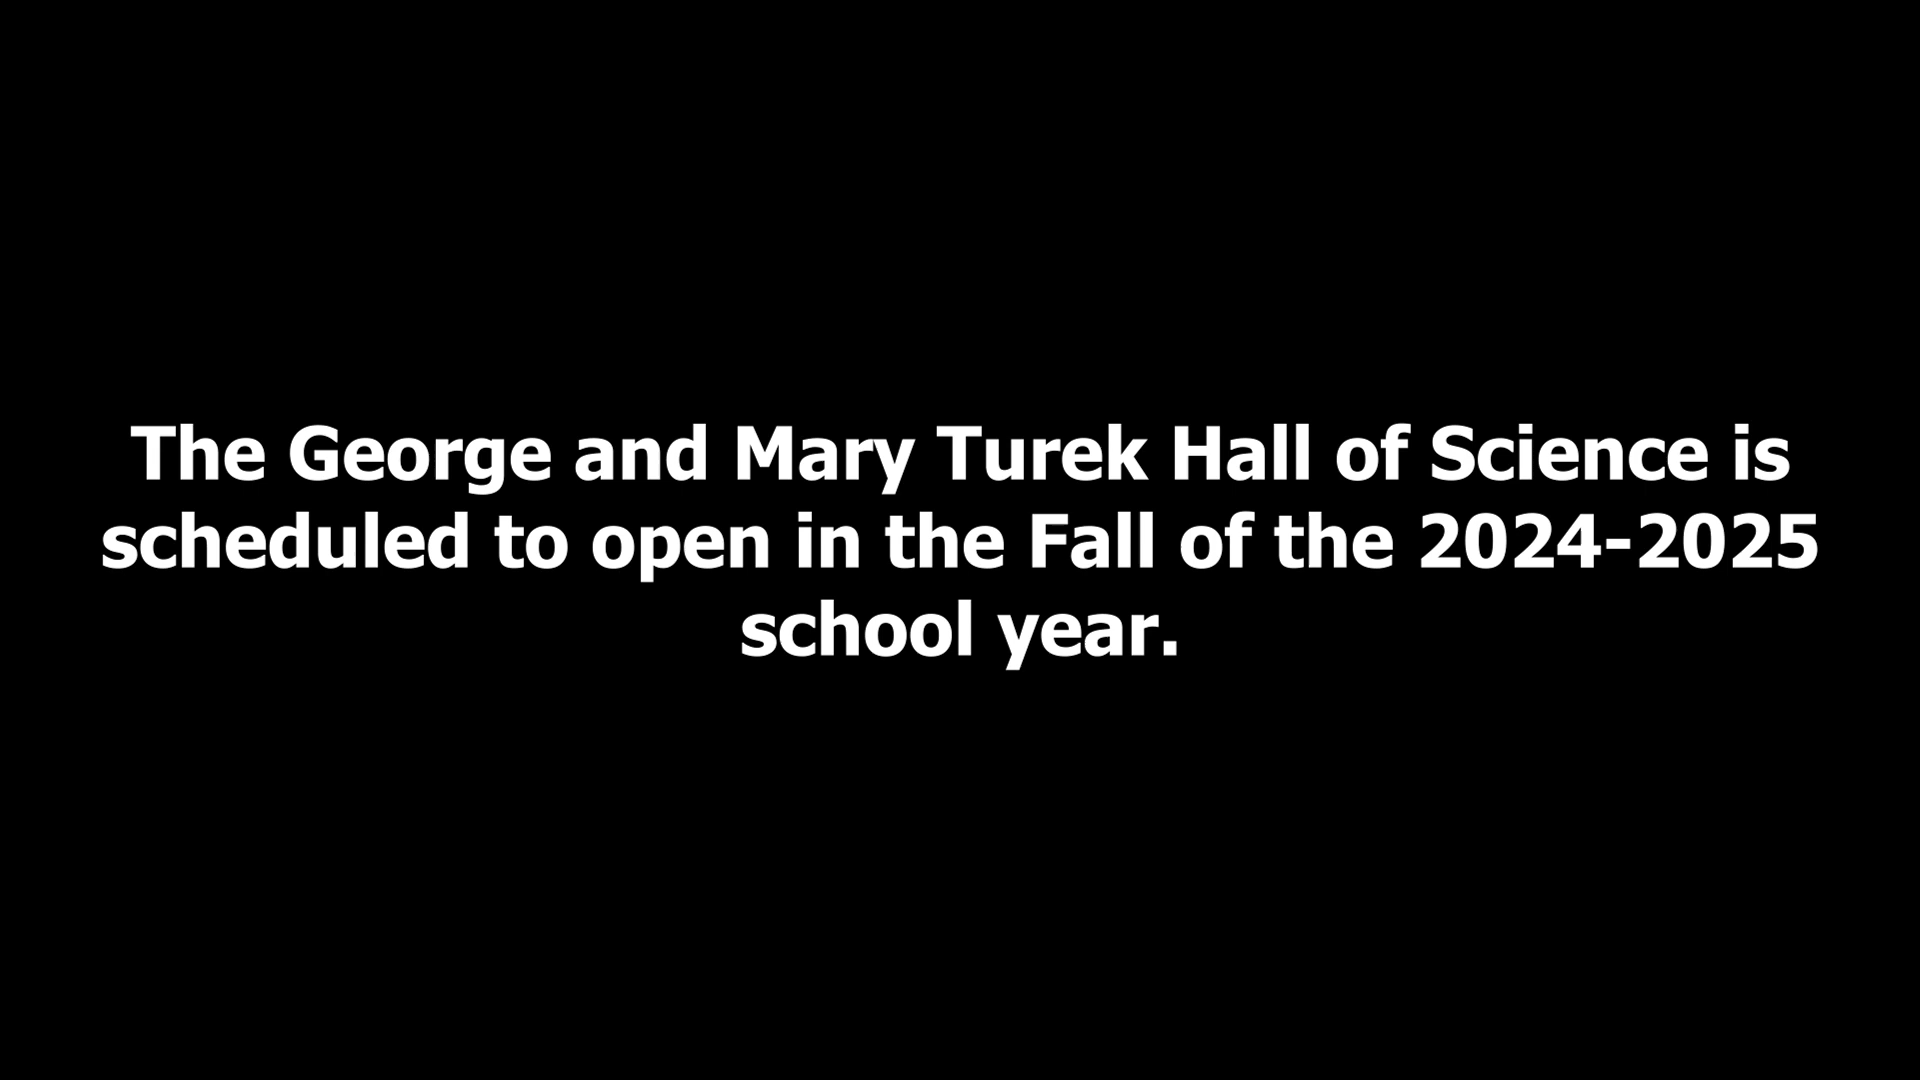 The George and Mary Turek Hall of Science is
scheduled to open in the Fall of the 2024-2025
school year.